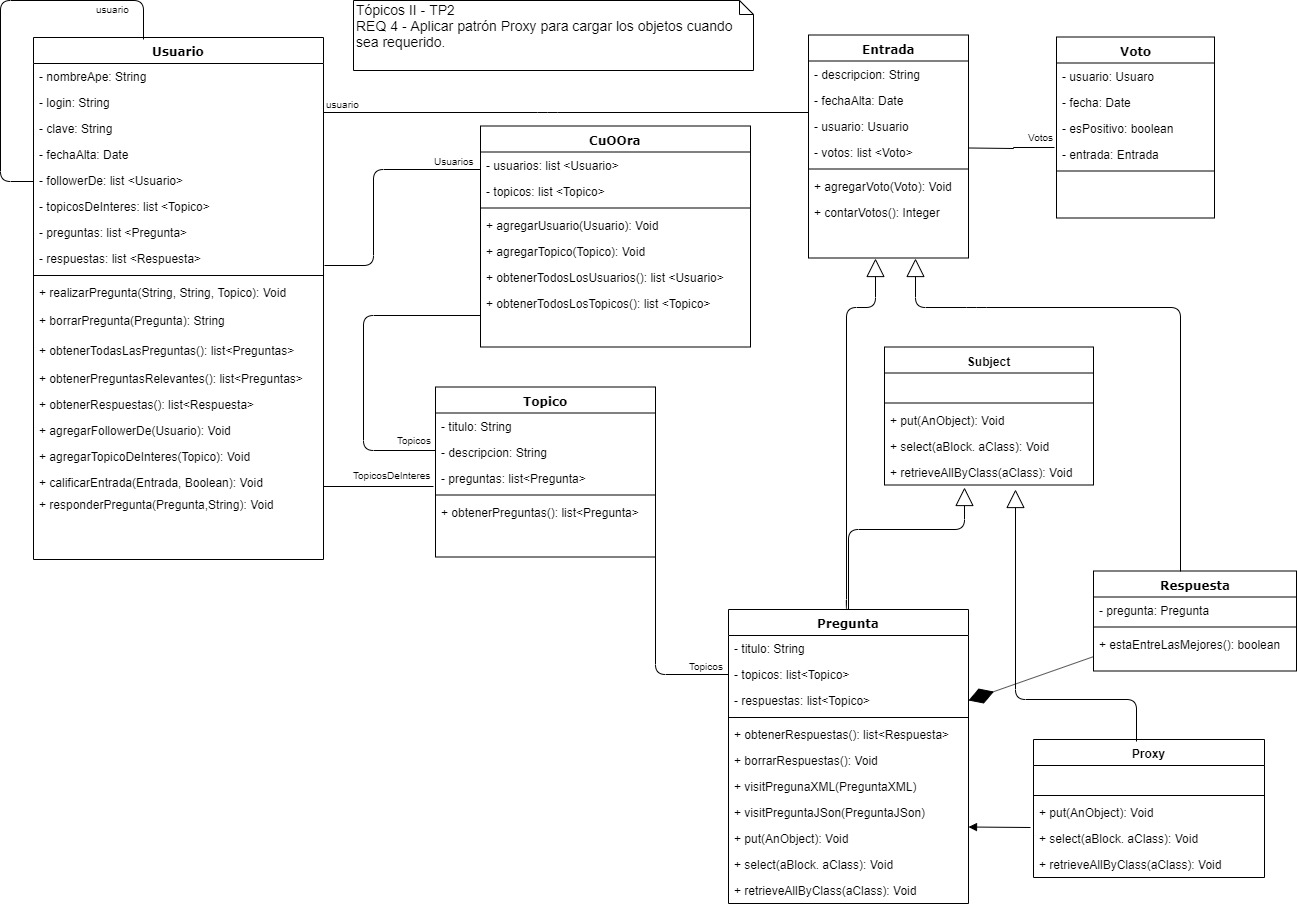 usuario
Tópicos II - TP2
REQ 4 - Aplicar patrón Proxy para cargar los objetos cuando
sea requerido.
Usuario
- nombreApe: String
- login: String
- clave: String
- fechaAlta: Date
- followerDe: list <Usuario>
- topicosDeInteres: list <Topico>
- preguntas: list <Pregunta>
- respuestas: list <Respuesta>
+ realizarPregunta(String, String, Topico): Void
+ borrarPregunta(Pregunta): String
+ obtenerTodasLasPreguntas(): list<Preguntas>
+ obtenerPreguntasRelevantes(): list<Preguntas>
+ obtenerRespuestas(): list<Respuesta>
+ agregarFollowerDe(Usuario): Void
+ agregarTopicoDeInteres(Topico): Void
+ calificarEntrada(Entrada, Boolean): Void
+ responderPregunta(Pregunta,String): Void
usuario
Usuarios
CuOOra
- usuarios: list <Usuario>
- topicos: list <Topico>
+ agregarUsuario(Usuario): Void
+ agregarTopico(Topico): Void
+ obtenerTodosLosUsuarios(): list <Usuario>
+ obtenerTodosLosTopicos(): list <Topico>
Entrada
- descripcion: String
- fechaAlta: Date
- usuario: Usuario
- votos: list <Voto>
+ agregarVoto(Voto): Void
+ contarVotos(): Integer
Votos
Voto
- usuario: Usuaro
- fecha: Date
- esPositivo: boolean
- entrada: Entrada
Topicos
TopicosDeInteres
Topico
- titulo: String
- descripcion: String
- preguntas: list<Pregunta>
+ obtenerPreguntas(): list<Pregunta>
Subject
+ put(AnObject): Void
+ select(aBlock. aClass): Void
+ retrieveAllByClass(aClass): Void
Respuesta
- pregunta: Pregunta
+ estaEntreLasMejores(): boolean
Topicos
Pregunta
- titulo: String
- topicos: list<Topico>
- respuestas: list<Topico>
+ obtenerRespuestas(): list<Respuesta>
+ borrarRespuestas(): Void
+ visitPregunaXML(PreguntaXML)
+ visitPreguntaJSon(PreguntaJSon)
+ put(AnObject): Void
+ select(aBlock. aClass): Void
+ retrieveAllByClass(aClass): Void
Proxy
+ put(AnObject): Void
+ select(aBlock. aClass): Void
+ retrieveAllByClass(aClass): Void